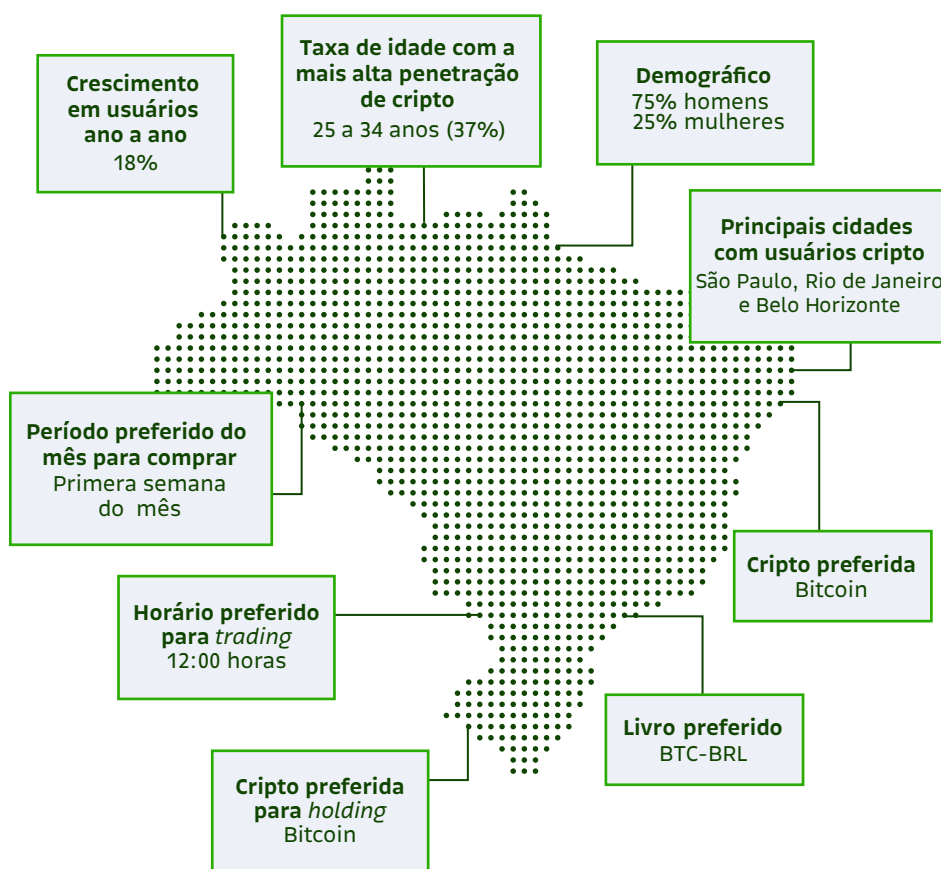 Crescimento
em usuários
ano a ano
18%
Taxa de idade com a
mais alta penetração
de cripto
25 a 34 anos (37%)
Demográfico
75% homens
25% mulheres
Principais cidades
com usuários cripto
São Paulo, Rio de Janeiro
e Belo Horizonte
Período preferido do
mês para comprar
Primera semana
do mês
Cripto preferida
Bitcoin
Horário preferido
para trading
12:00 horas
Livro preferido
BTC-BRL
Cripto preferida
para holding
Bitcoin